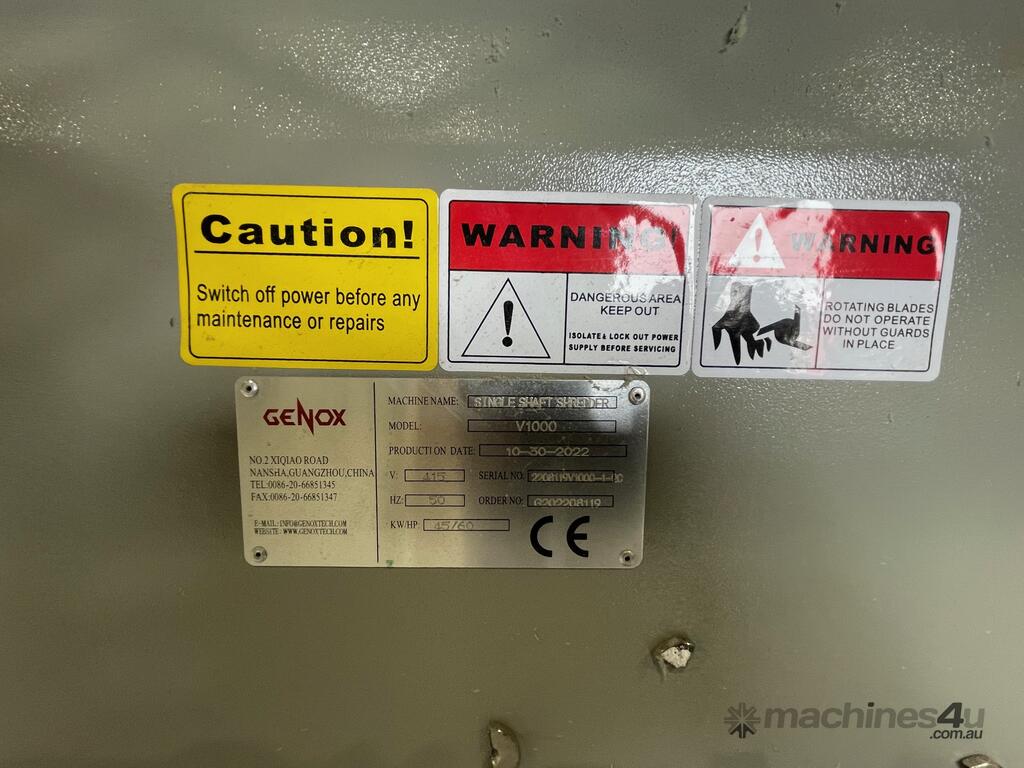 Caution!
Switch off power before any
maintenance or repairs
WARNING!
DANGEROUS AREA
KEEP OUT
ISOLATE & LOCK OUT POWER
SUPPLY BEFORE SERVICING
WARNING
ROTATING BLADES
DO NOT OPERATE
WITHOUT GUARDS
IN PLACE
GENOX
NO.2 XIQIAO ROAD
NANSHA,GUANGZHOU,CHINA
TEL:0086-20-66851345
FAX:0086-20-66851347
E-MAIL: INFO@GENOXTECH.COM
WEBSITE: WWW.GENOXTECH.COM
MACHINE NAME: SINGLE SHAFT SHREDDER
MODEL: V1000
PRODUCTION DATE: 10-30-2022
V: 415 SERIAL NO:
HZ: 50 ORDER NO: G202208119
KW/HP: 45/60
CE
machines4u
.com.au